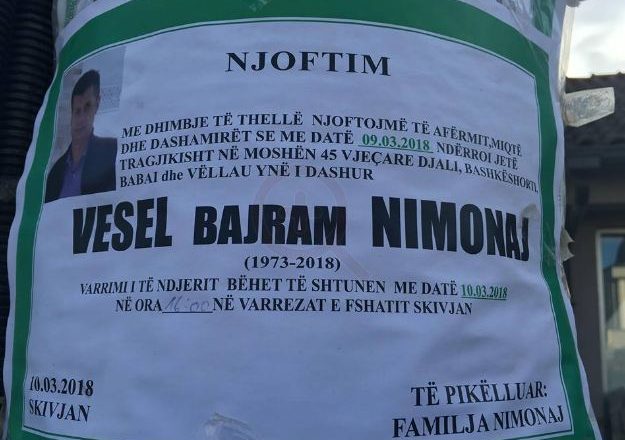 NJOFTIM
ME DHIMBJE TË THELLË NJOFTOJMË TË AFËRMIT,MIQTË
DHE DASHAMIRËT SE ME DATË 09.03.2018 NDËRROI JETË
TRAGJIKISHT NË MOSHËN 45 VJEÇARE DJALI, BASHKËSHORTI,
BABAI dhe VËLLAU YNË I DASHUR
VESEL BAJRAM NIMONAJ
(1973-2018)
VARRIMI I TË NDJERIT BËHET TË SHTUNEN ME DATË 10.03.2018
NË ORA 16:00 NË VARREZAT E FSHATIT SKIVJAN
10.03.2018
SKIVJAN
TË PIKËLLUAR:
FAMILJA NIMONAJ